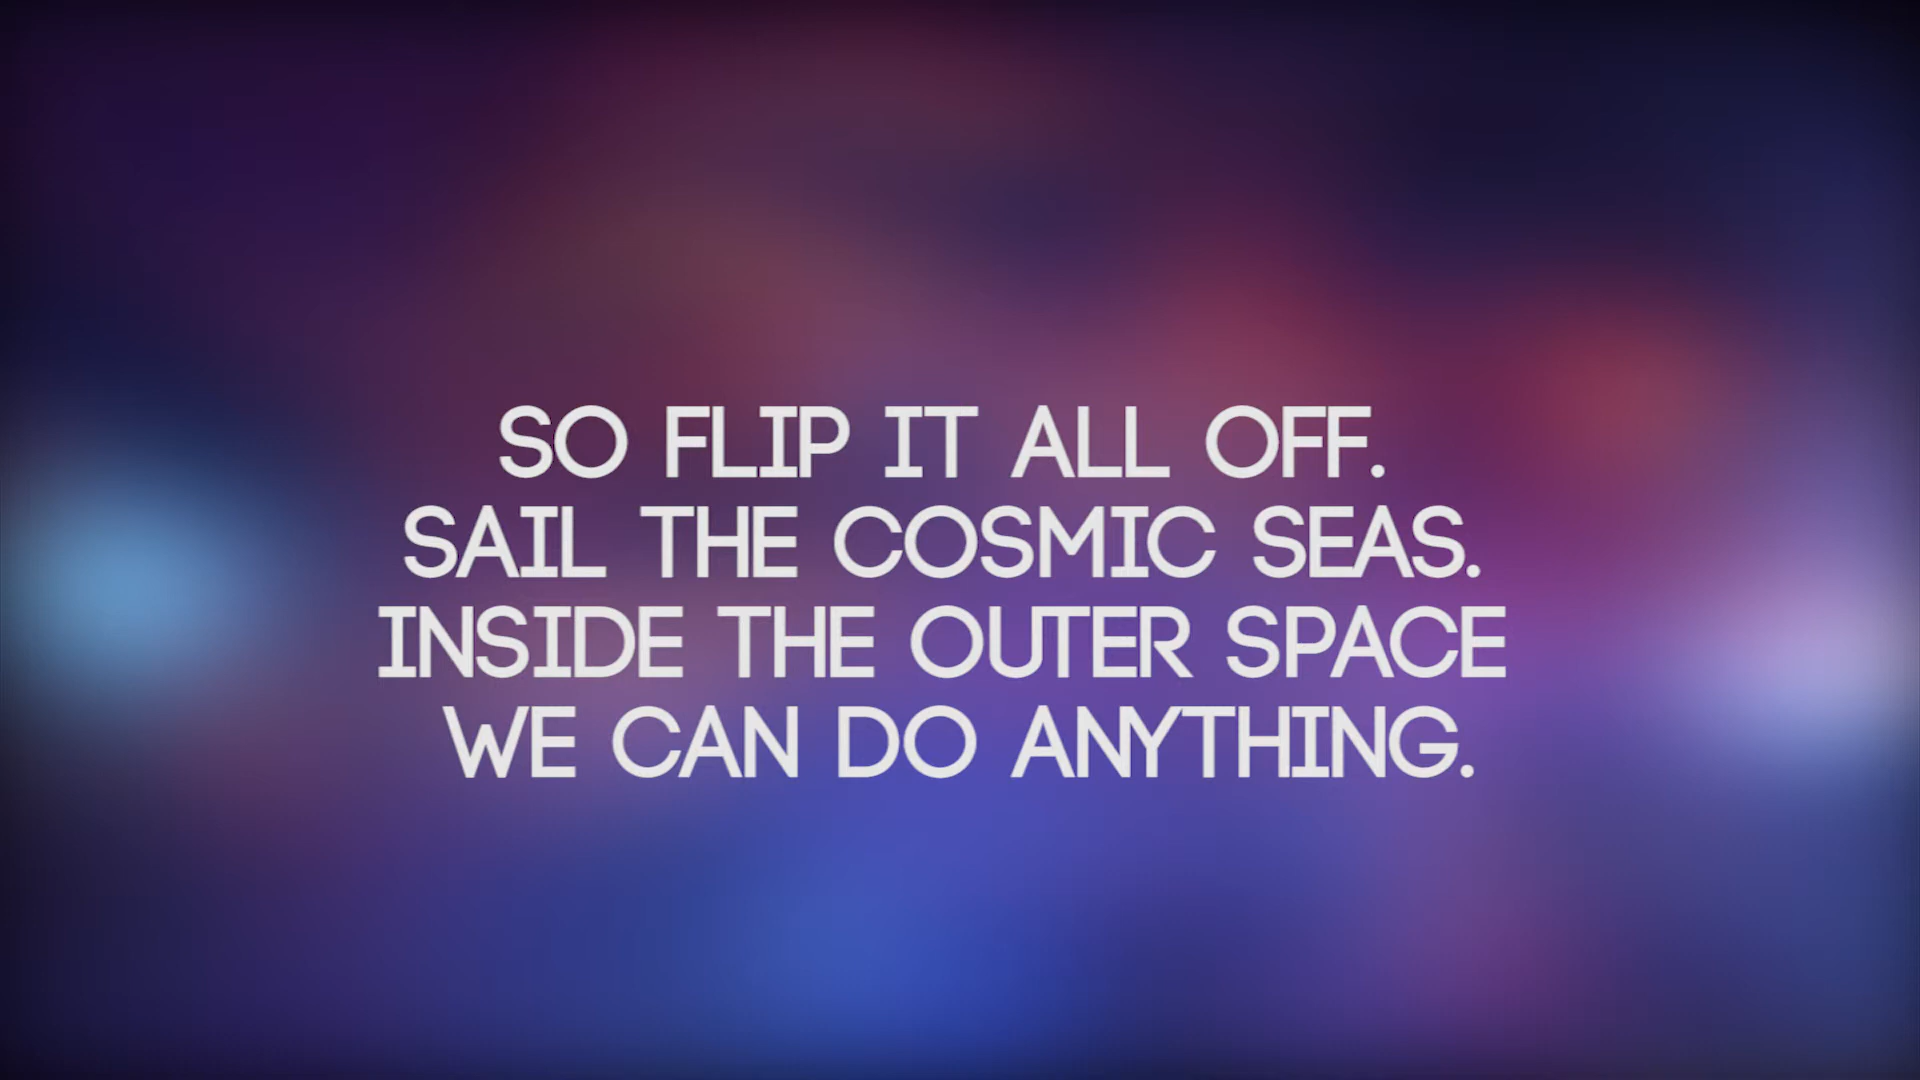 SO FLIP IT ALL OFF.
SAIL THE COSMIC SEAS.
INSIDE THE OUTER SPACE
WE CAN DO ANYTHING.